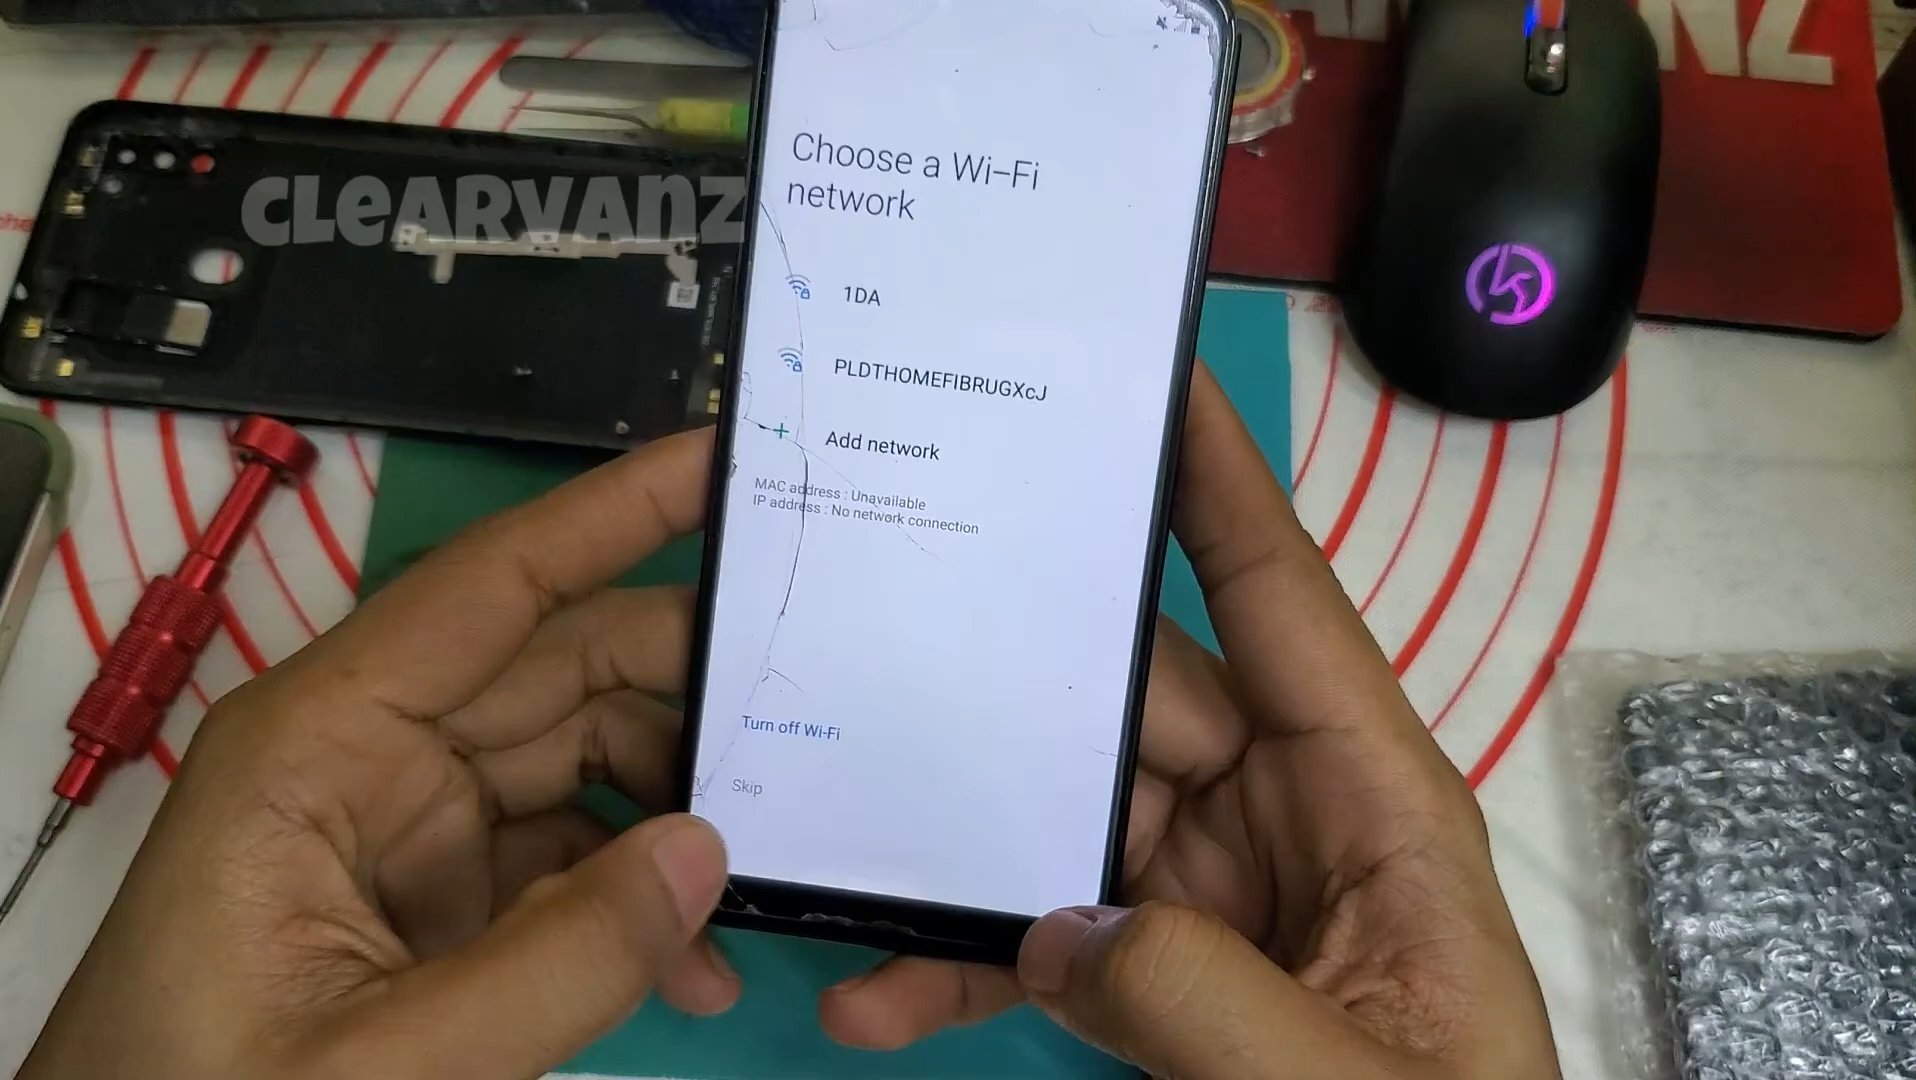 CLEARVANZ
Choose a Wi-Fi
network
1DA
PLDTHOMEFIBRUGXcJ
Add network
MAC address : Unavailable
IP address : No network connection
Turn off Wi-Fi
Skip